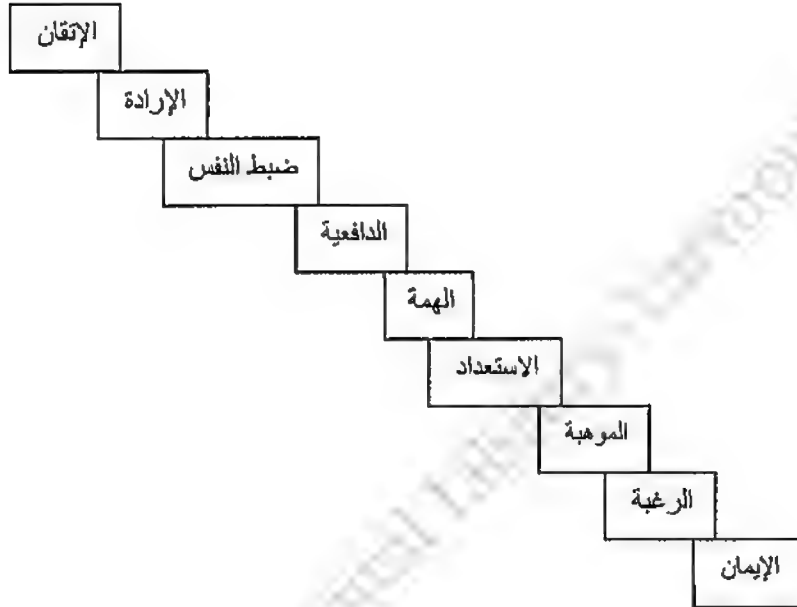 الإتقان
الإرادة
ضبط النفس
الدافعية
الهمة
الاستعداد
الموهبة
الرغبة
الإيمان